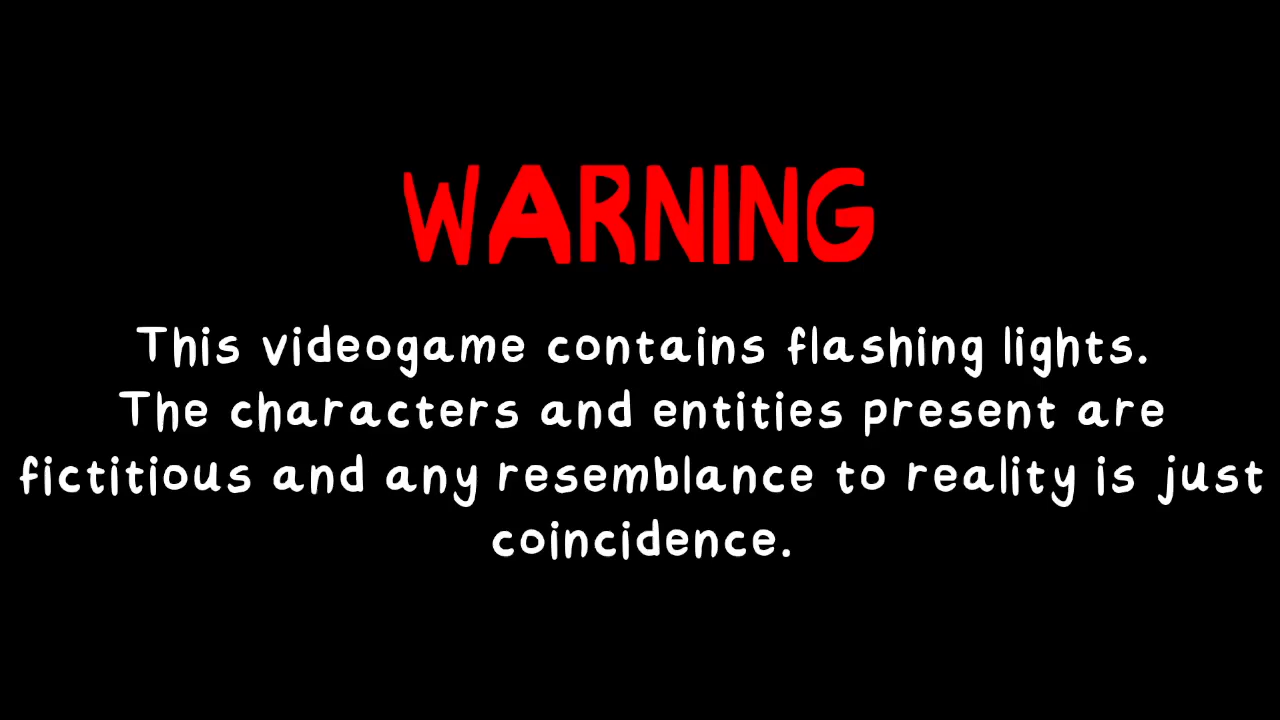 WARNING
This videogame contains flashing lights.
The characters and entities present are
fictitious and any resemblance to reality is just
coincidence.